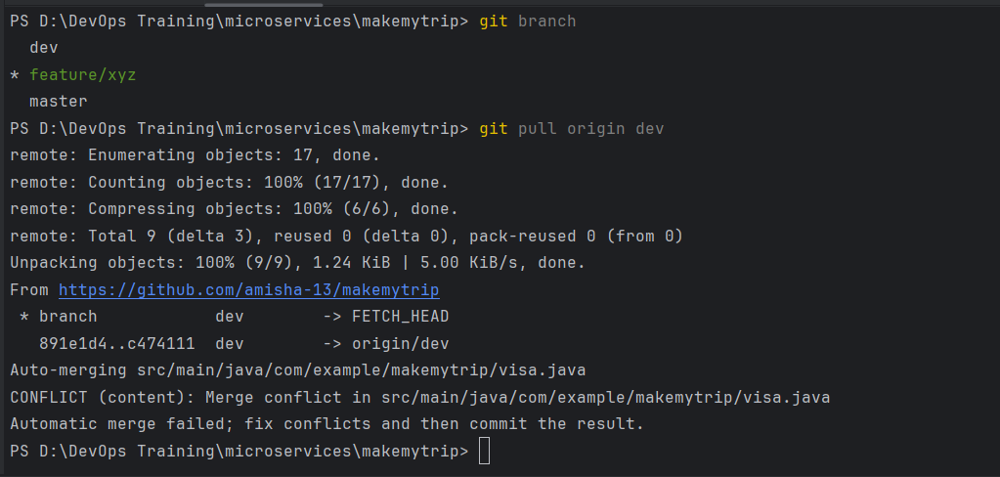 PS D:\DevOps Training\microservices\makemytrip> git branch
  dev
* feature/xyz
  master
PS D:\DevOps Training\microservices\makemytrip> git pull origin dev
remote: Enumerating objects: 17, done.
remote: Counting objects: 100% (17/17), done.
remote: Compressing objects: 100% (6/6), done.
remote: Total 9 (delta 3), reused 0 (delta 0), pack-reused 0 (from 0)
Unpacking objects: 100% (9/9), 1.24 KiB | 5.00 KiB/s, done.
From https://github.com/amisha-13/makemytrip
 * branch            dev        -> FETCH_HEAD
   891e1d4..c474111  dev        -> origin/dev
Auto-merging src/main/java/com/example/makemytrip/visa.java
CONFLICT (content): Merge conflict in src/main/java/com/example/makemytrip/visa.java
Automatic merge failed; fix conflicts and then commit the result.
PS D:\DevOps Training\microservices\makemytrip>